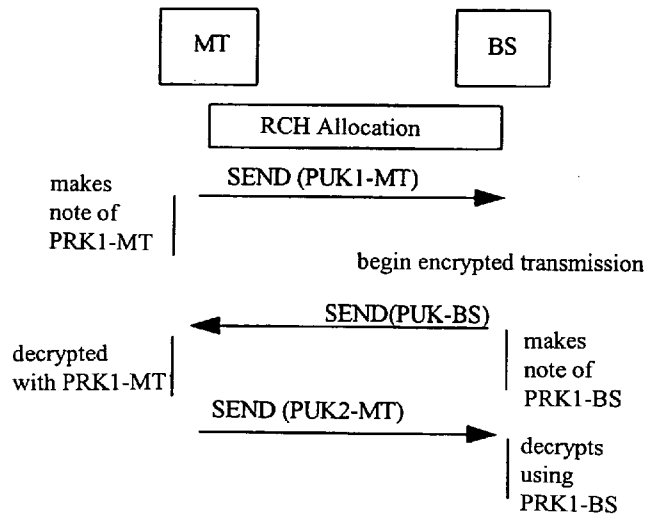 MT
BS
RCH Allocation
SEND (PUK1-MT)
makes
note of
PRK1-MT
begin encrypted transmission
SEND(PUK-BS)
decrypted
with PRK1-MT
makes
note of
PRK1-BS
SEND (PUK2-MT)
decrypts
using
PRK1-BS